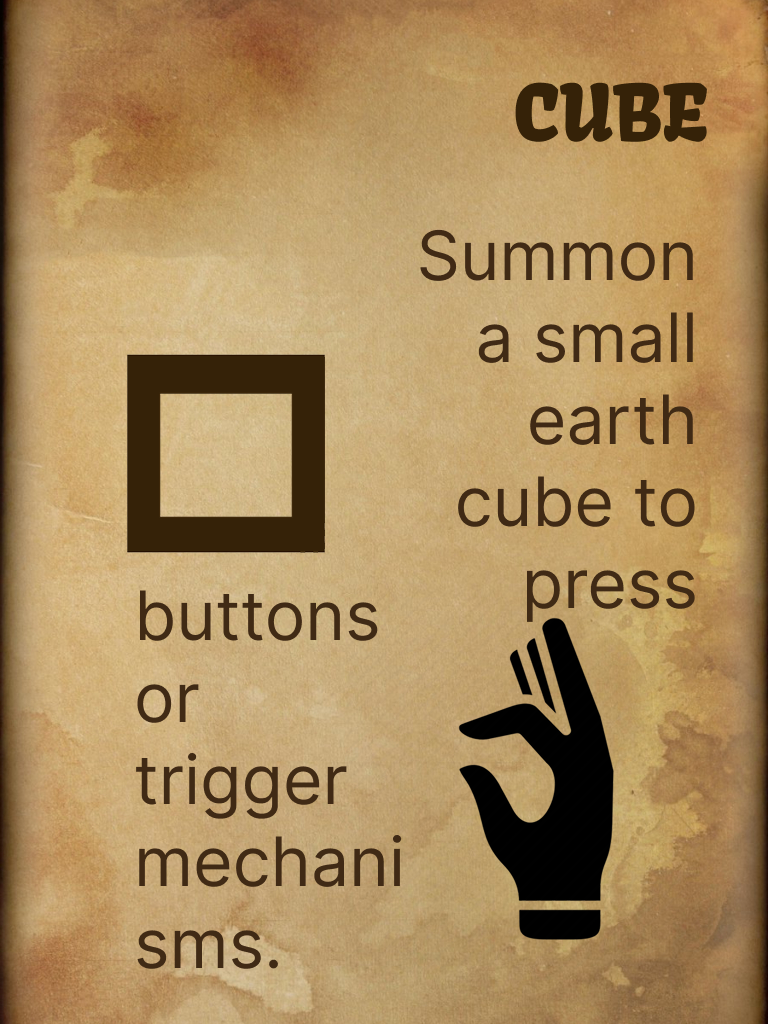 CUBE
Summon
a small
earth
cube to
press
buttons
or
trigger
mechani
sms.